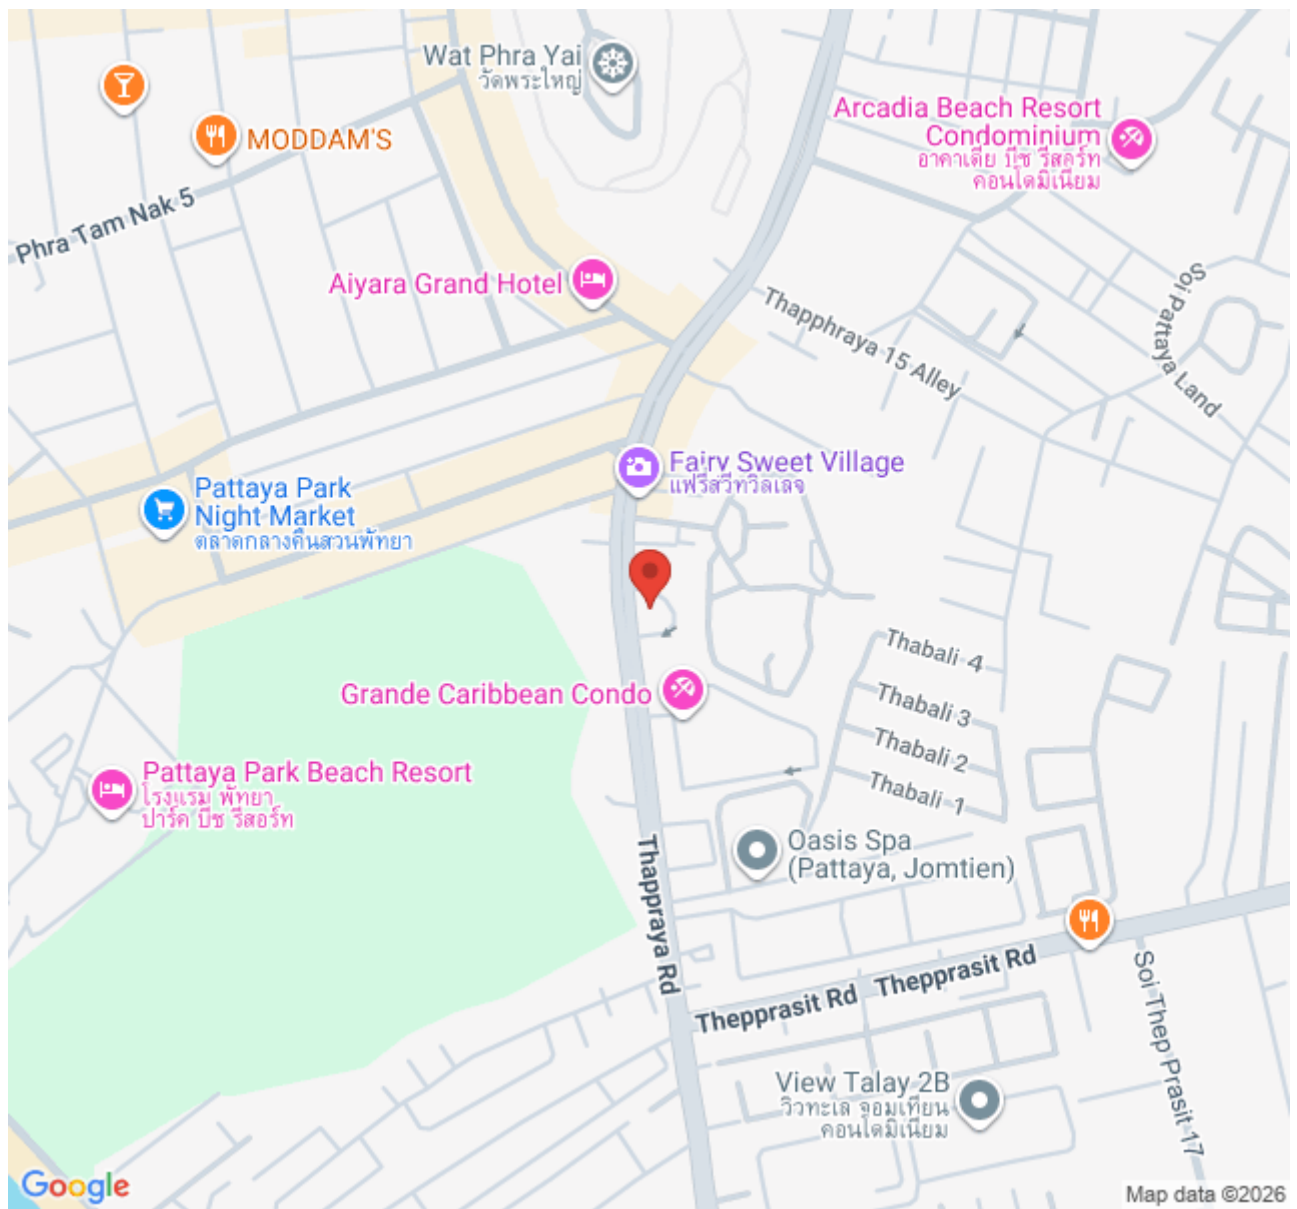 Wat Phra Yai
วัดพระใหญ่
Arcadia Beach Resort
Condominium
อาคาเดีย บีช รีสอร์ท
คอนโดมิเนียม
MODDAM'S
Phra Tam Nak 5
Aiyara Grand Hotel
Soi Pattaya Land
Thapphraya 15 Alley
Fairy Sweet Village
แฟรีสวีทวิลเลจ
Pattaya Park
Night Market
ตลาดกลางคืนสวนพัทยา
Thabali 4
Grande Caribbean Condo
Thabali 3
Thabali 2
Pattaya Park Beach Resort
โรงแรม พัทยา
ปาร์ค บีช รีสอร์ท
Thabali 1
Oasis Spa
(Pattaya, Jomtien)
Thappraya Rd
Thepprasit Rd
Thepprasit Rd
Soi Thep Prasit 17
View Talay 2B
วิวทะเล จอมเทียน
คอนโดมิเนียม
Google
Map data ©2026